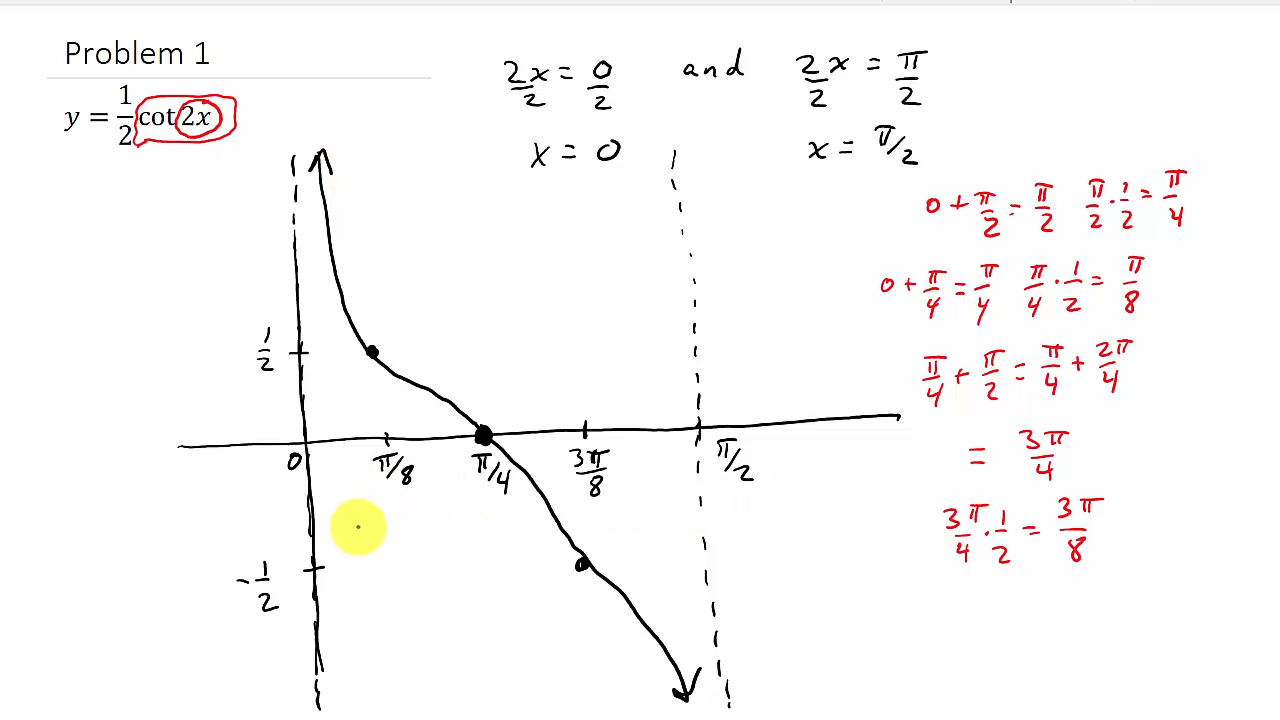 Problem 1
y = 1/2 cot 2x
2x/2 = 0/2 and 2x/2 = π/2/2
x = 0 x = π/2
0 + π/2 = π/2 π/2 · 1/2 = π/4
0 + π/4 = π/4 π/4 · 1/2 = π/8
π/4 + π/2 = π/4 + 2π/4
= 3π/4
3π/4 · 1/2 = 3π/8
1/2
0 π/8 π/4 3π/8 π/2
-1/2